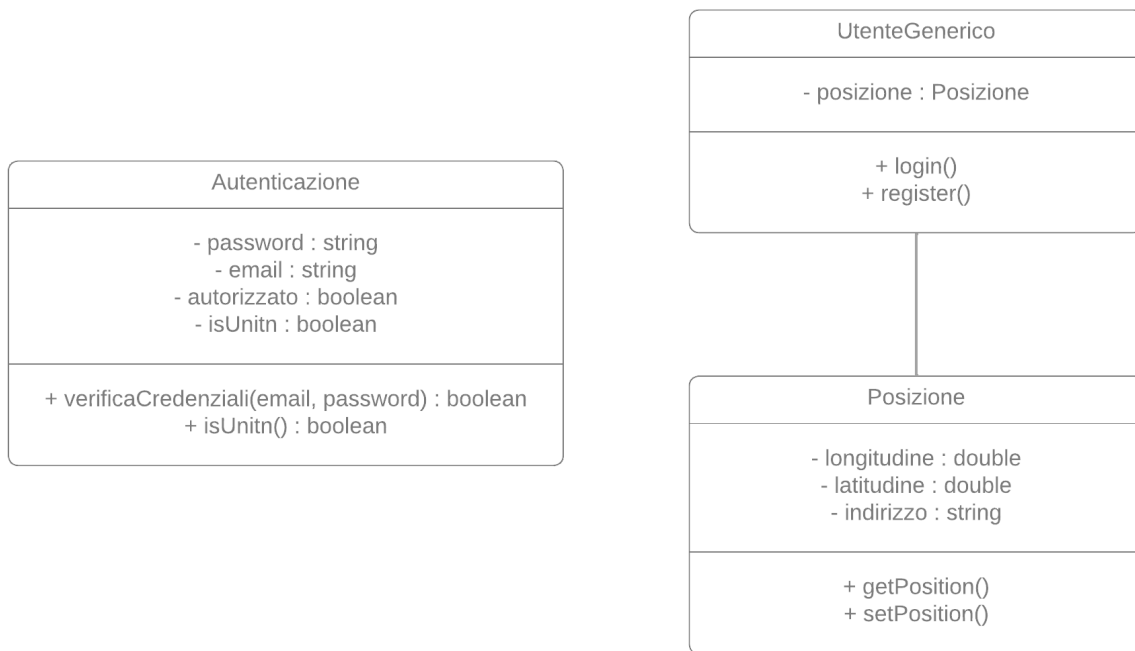 UtenteGenerico
- posizione : Posizione
+ login()
+ register()
Autenticazione
- password : string
- email : string
- autorizzato : boolean
- isUnitn : boolean
+ verificaCredenziali(email, password) : boolean
+ isUnitn() : boolean
Posizione
- longitudine : double
- latitudine : double
- indirizzo : string
+ getPosition()
+ setPosition()